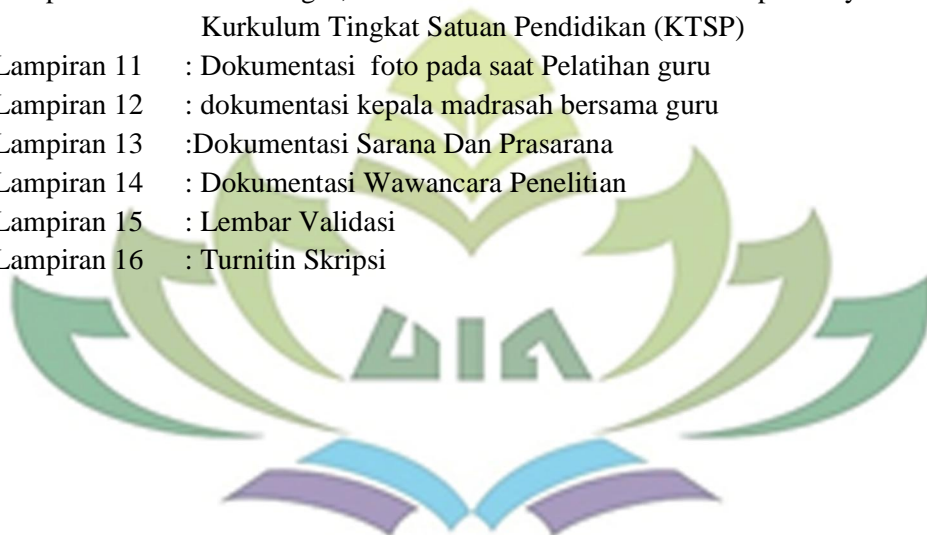 Kurkulum Tingkat Satuan Pendidikan (KTSP)
Lampiran 11 : Dokumentasi foto pada saat Pelatihan guru
Lampiran 12 : dokumentasi kepala madrasah bersama guru
Lampiran 13 :Dokumentasi Sarana Dan Prasarana
Lampiran 14 : Dokumentasi Wawancara Penelitian
Lampiran 15 : Lembar Validasi
Lampiran 16 : Turnitin Skripsi
UIN